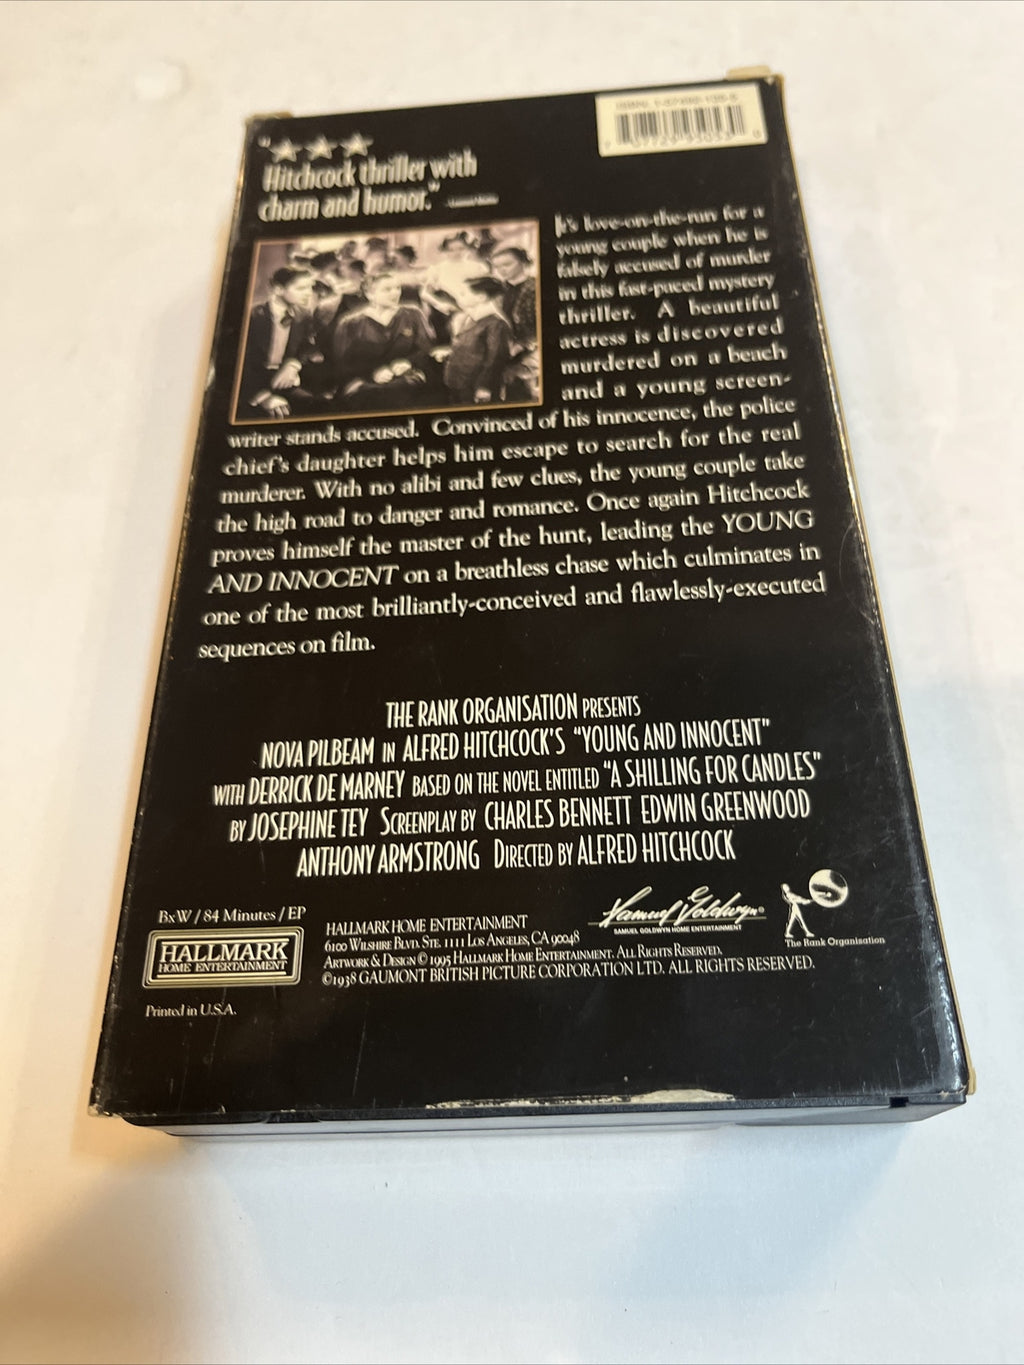 "★★★
Hitchcock thriller with
charm and humor."
It's love-on-the-run for a
young couple when he is
falsely accused of murder
in this fast-paced mystery
thriller. A beautiful
actress is discovered
murdered on a beach
and a young screen-
writer stands accused. Convinced of his innocence, the police
chief's daughter helps him escape to search for the real
murderer. With no alibi and few clues, the young couple take
the high road to danger and romance. Once again Hitchcock
proves himself the master of the hunt, leading the YOUNG
AND INNOCENT on a breathless chase which culminates in
one of the most brilliantly-conceived and flawlessly-executed
sequences on film.
THE RANK ORGANISATION PRESENTS
NOVA PILBEAM IN ALFRED HITCHCOCK'S "YOUNG AND INNOCENT"
WITH DERRICK DE MARNEY BASED ON THE NOVEL ENTITLED "A SHILLING FOR CANDLES"
BY JOSEPHINE TEY SCREENPLAY BY CHARLES BENNETT EDWIN GREENWOOD
ANTHONY ARMSTRONG DIRECTED BY ALFRED HITCHCOCK
BxW / 84 Minutes / EP
HALLMARK
HOME ENTERTAINMENT
Printed in U.S.A.
HALLMARK HOME ENTERTAINMENT
6100 WILSHIRE BLVD. STE. 1111 LOS ANGELES, CA 90048
ARTWORK & DESIGN © 1995 HALLMARK HOME ENTERTAINMENT. ALL RIGHTS RESERVED.
©1938 GAUMONT BRITISH PICTURE CORPORATION LTD. ALL RIGHTS RESERVED.
Samuel Goldwyn®
SAMUEL GOLDWYN HOME ENTERTAINMENT
The Rank Organisation